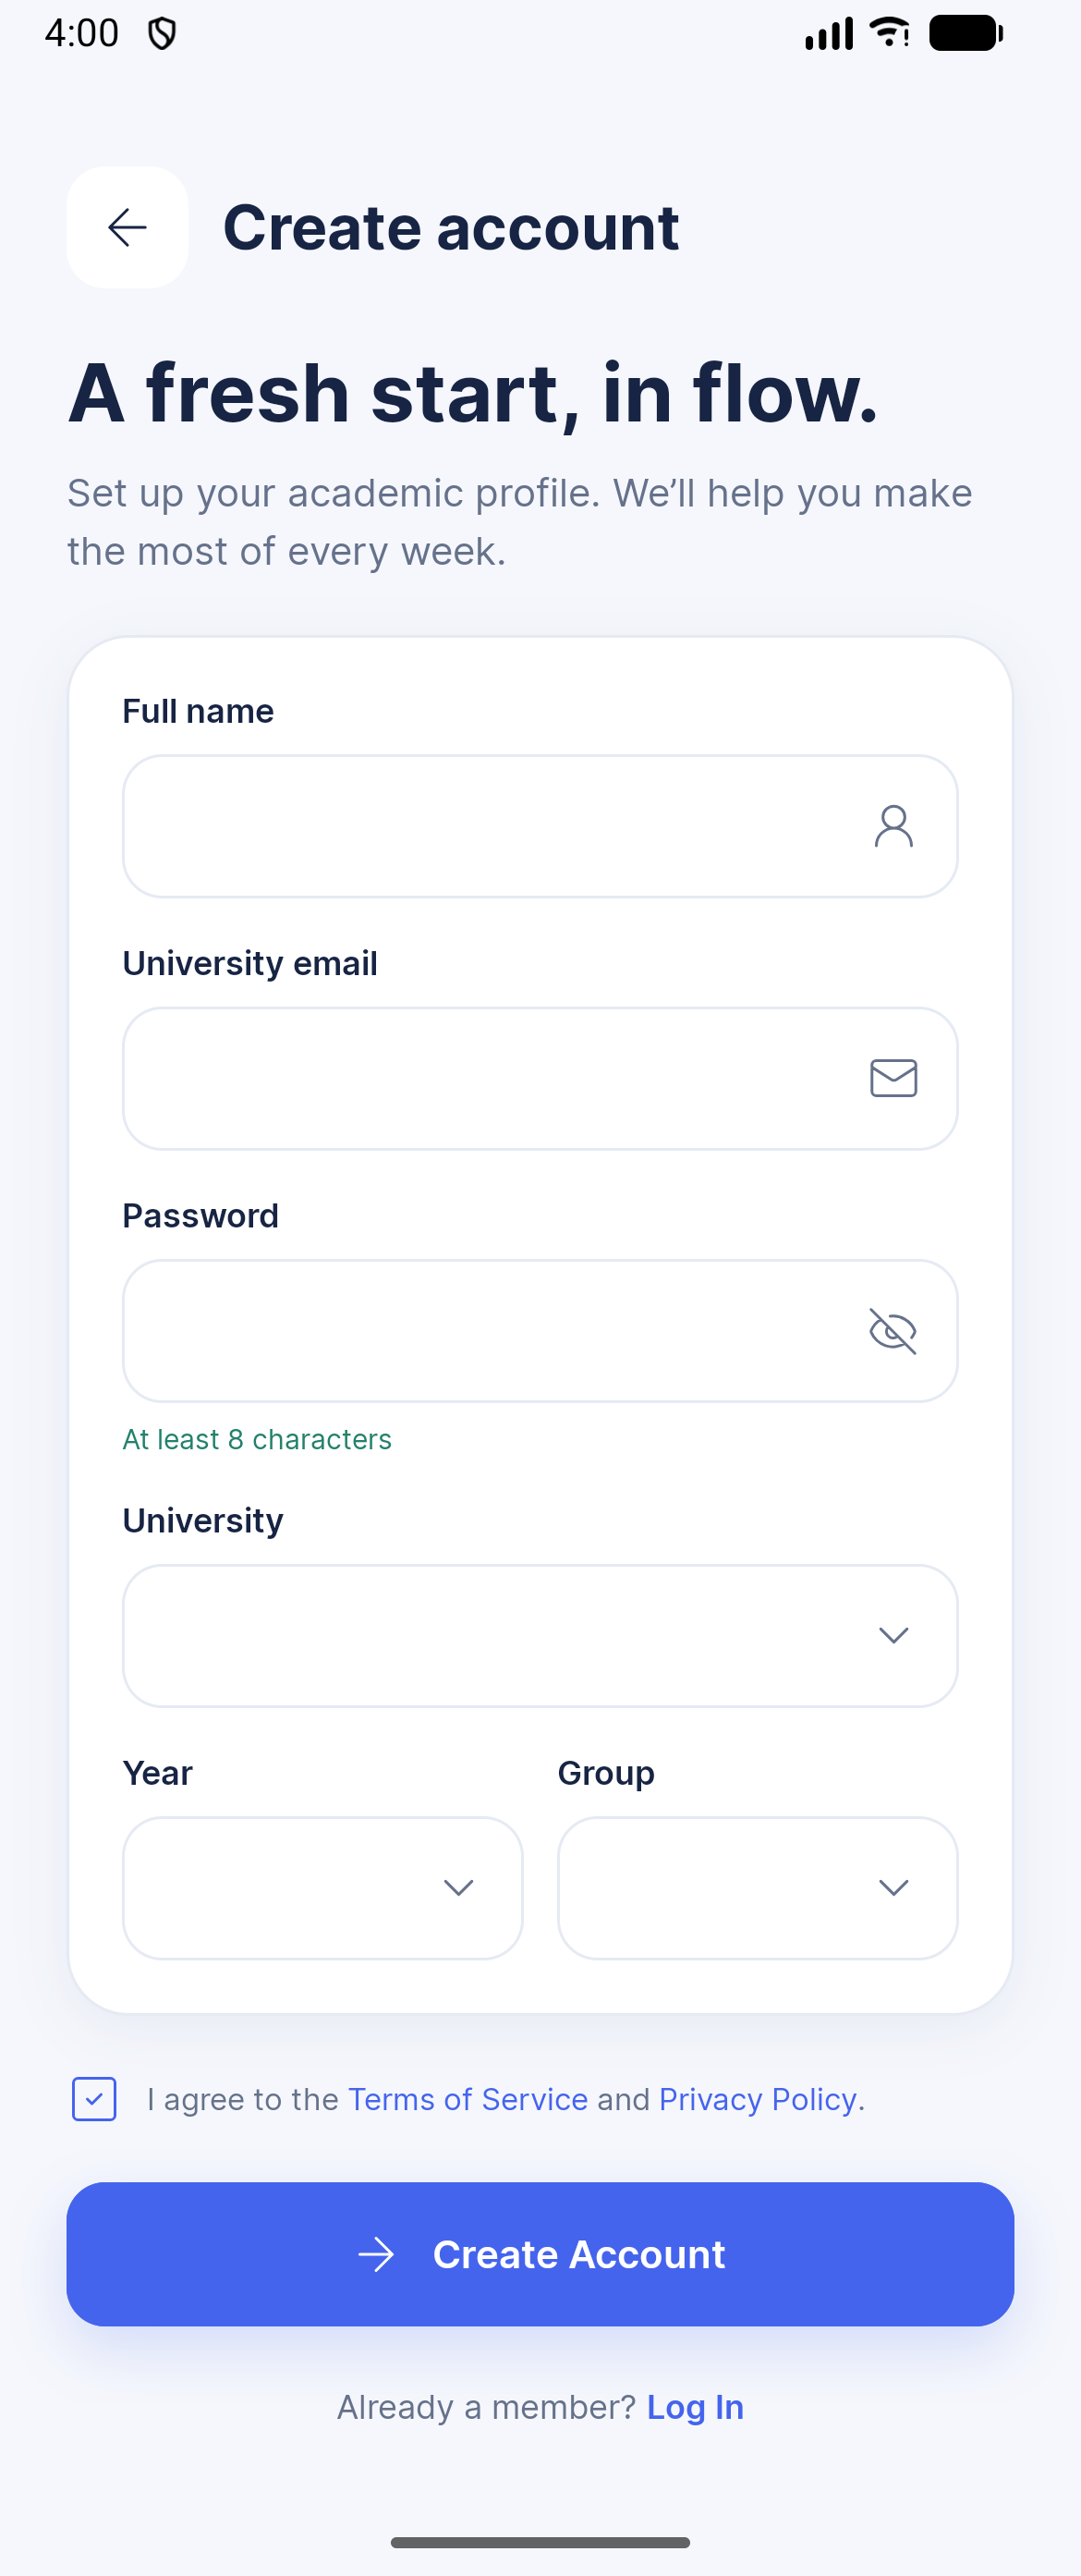 4:00
Create account
A fresh start, in flow.
Set up your academic profile. We’ll help you make
the most of every week.
Full name
University email
Password
At least 8 characters
University
Year Group
I agree to the Terms of Service and Privacy Policy.
Create Account
Already a member? Log In